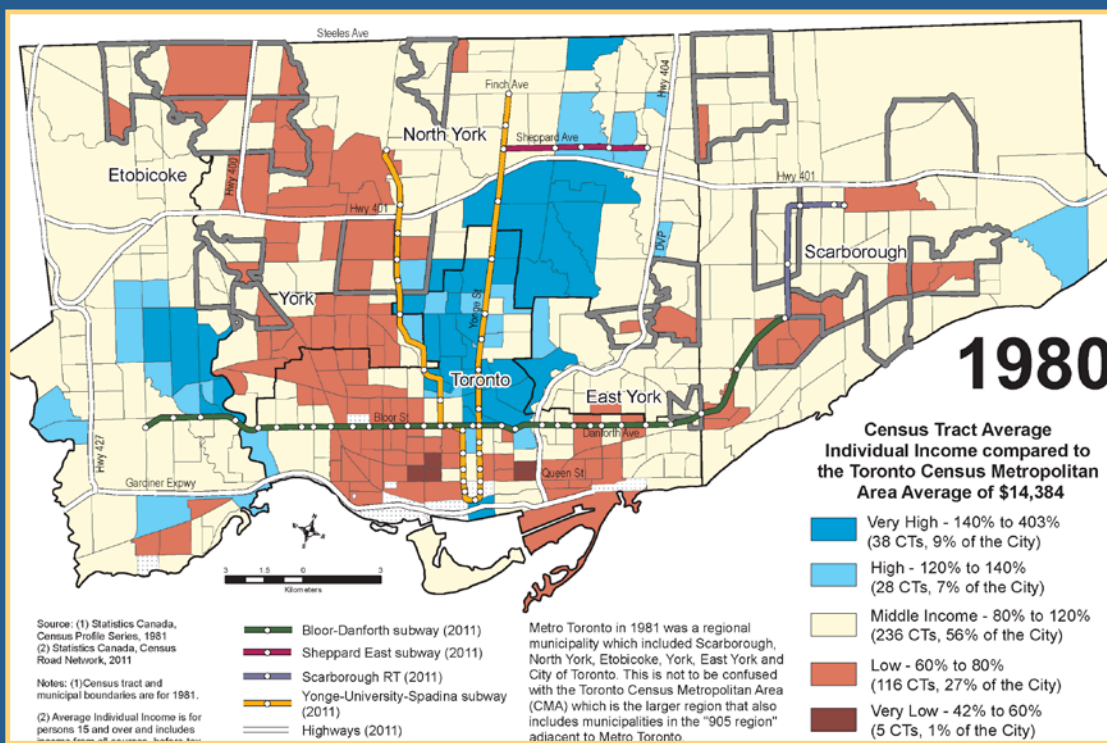 Steeles Ave
Finch Ave
Hwy 404
North York
Sheppard Ave
Etobicoke
Hwy 400
Hwy 401
Hwy 401
DVP
Scarborough
York
Yonge St
1980
Toronto
East York
Bloor St
Danforth Ave
Hwy 427
Queen St
Gardiner Expwy
Census Tract Average
Individual Income compared to
the Toronto Census Metropolitan
Area Average of $14,384
Very High - 140% to 403%
(38 CTs, 9% of the City)
High - 120% to 140%
(28 CTs, 7% of the City)
Middle Income - 80% to 120%
(236 CTs, 56% of the City)
Low - 60% to 80%
(116 CTs, 27% of the City)
Very Low - 42% to 60%
(5 CTs, 1% of the City)
3 1.5 0 3
Kilometers
Source: (1) Statistics Canada,
Census Profile Series, 1981
(2) Statistics Canada, Census
Road Network, 2011
Notes: (1)Census tract and
municipal boundaries are for 1981.
(2) Average Individual Income is for
persons 15 and over and includes
income from all sources, before tax
Bloor-Danforth subway (2011)
Sheppard East subway (2011)
Scarborough RT (2011)
Yonge-University-Spadina subway
(2011)
Highways (2011)
Metro Toronto in 1981 was a regional
municipality which included Scarborough,
North York, Etobicoke, York, East York and
City of Toronto. This is not to be confused
with the Toronto Census Metropolitan Area
(CMA) which is the larger region that also
includes municipalities in the "905 region"
adjacent to Metro Toronto.